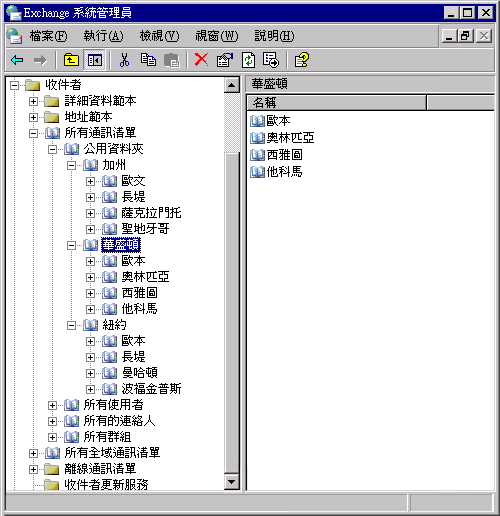 Exchange 系統管理員
檔案(F) 執行(A) 檢視(V) 視窗(W) 說明(H)
收件者
詳細資料範本
地址範本
所有通訊清單
公用資料夾
加州
歐文
長堤
薩克拉門托
聖地牙哥
華盛頓
歐本
奧林匹亞
西雅圖
他科馬
紐約
歐本
長堤
曼哈頓
波福金普斯
所有使用者
所有的連絡人
所有群組
所有全域通訊清單
離線通訊清單
收件者更新服務
華盛頓
名稱
歐本
奧林匹亞
西雅圖
他科馬